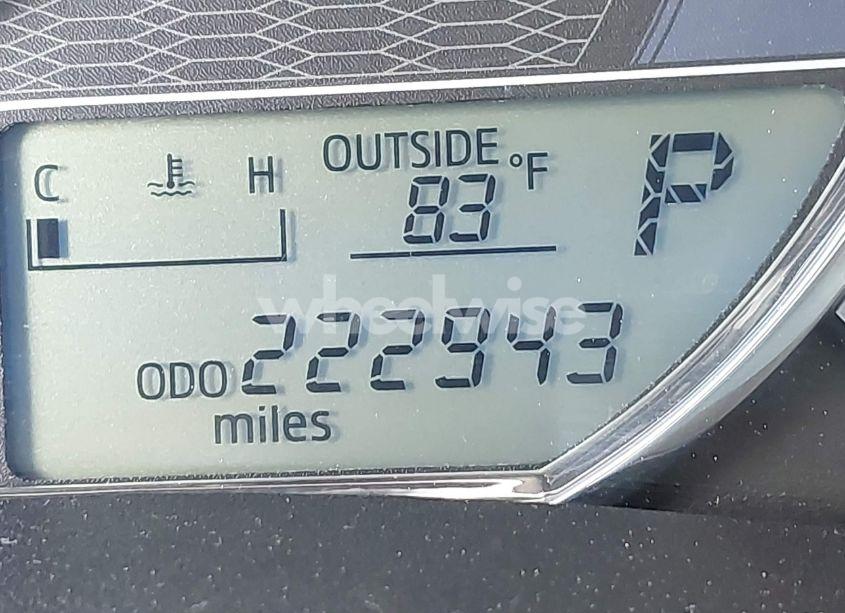 C H OUTSIDE °F P
83
wheelwise
ODO 222943
miles